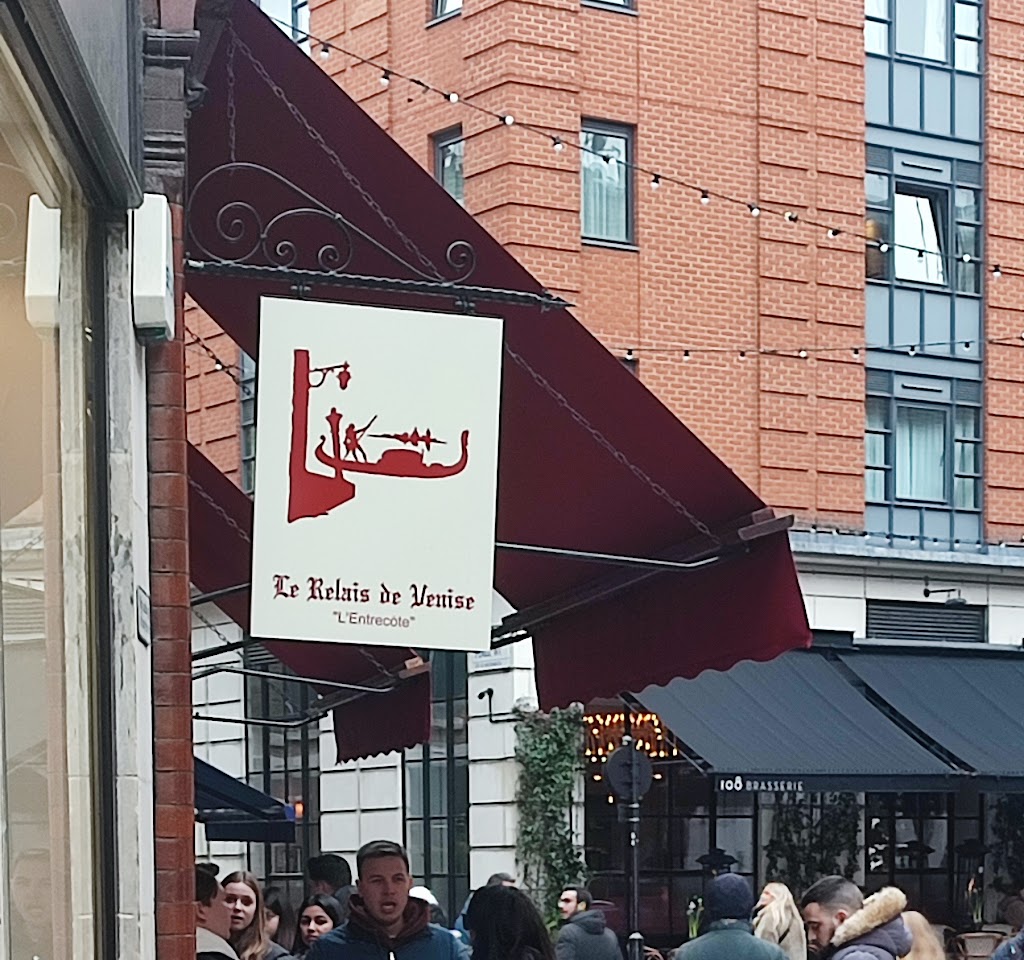 Le Relais de Venise
"L'Entrecôte"
108 BRASSERIE